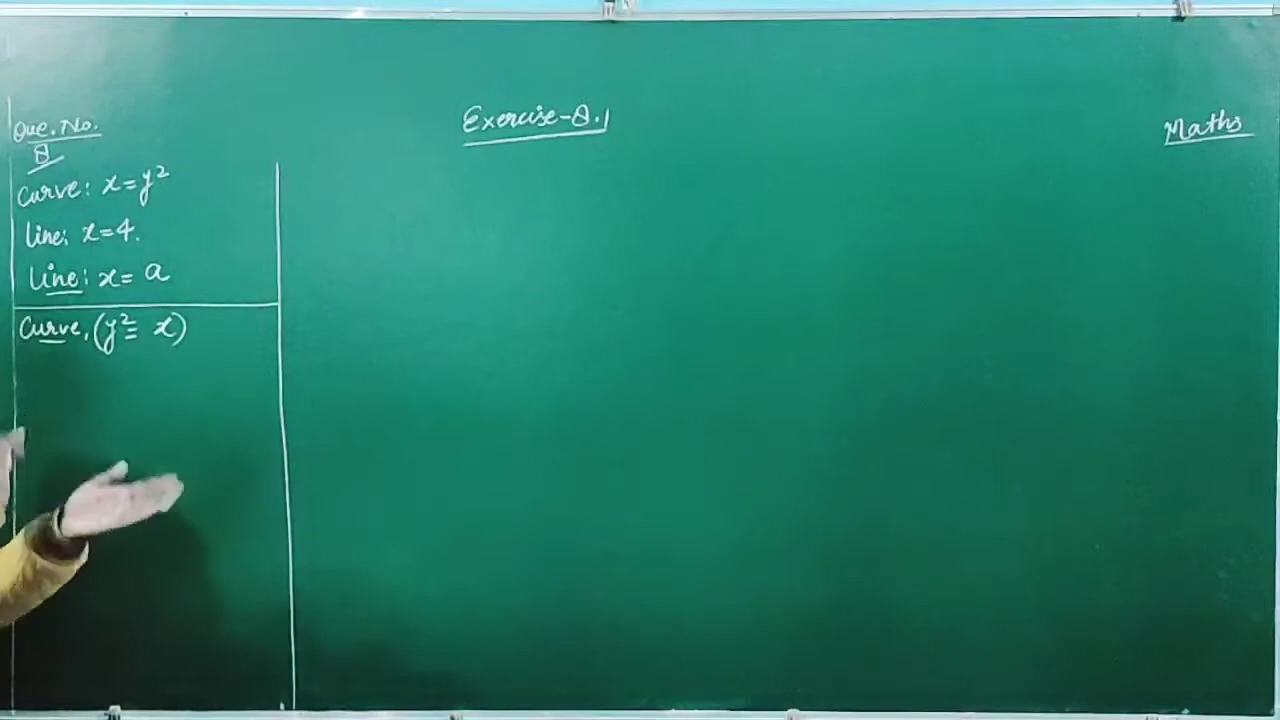 Exercise-8.1
Maths
Que. No.
8
Curve: x=y²
line: x=4.
Line: x= a
Curve, (y²= x)